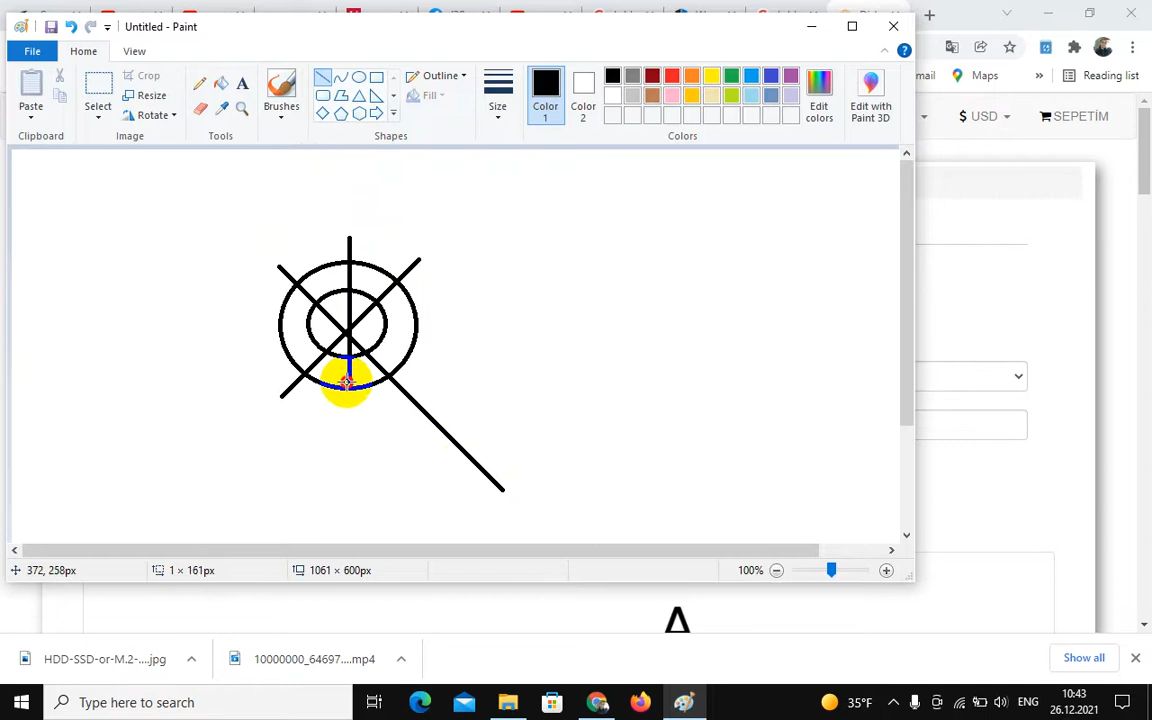 Untitled - Paint
File
Home
View
Paste
Select
Crop
Resize
Rotate
A
Brushes
Outline
Fill
Size
Color
1
Color
2
Edit
colors
Edit with
Paint 3D
Clipboard
Image
Tools
Shapes
Colors
mail
Maps
»
Reading list
$ USD
SEPETİM
372, 258px
1 × 161px
1061 × 600px
100%
HDD-SSD-or-M.2-....jpg
10000000_64697....mp4
Show all
Type here to search
35°F
ENG
10:43
26.12.2021